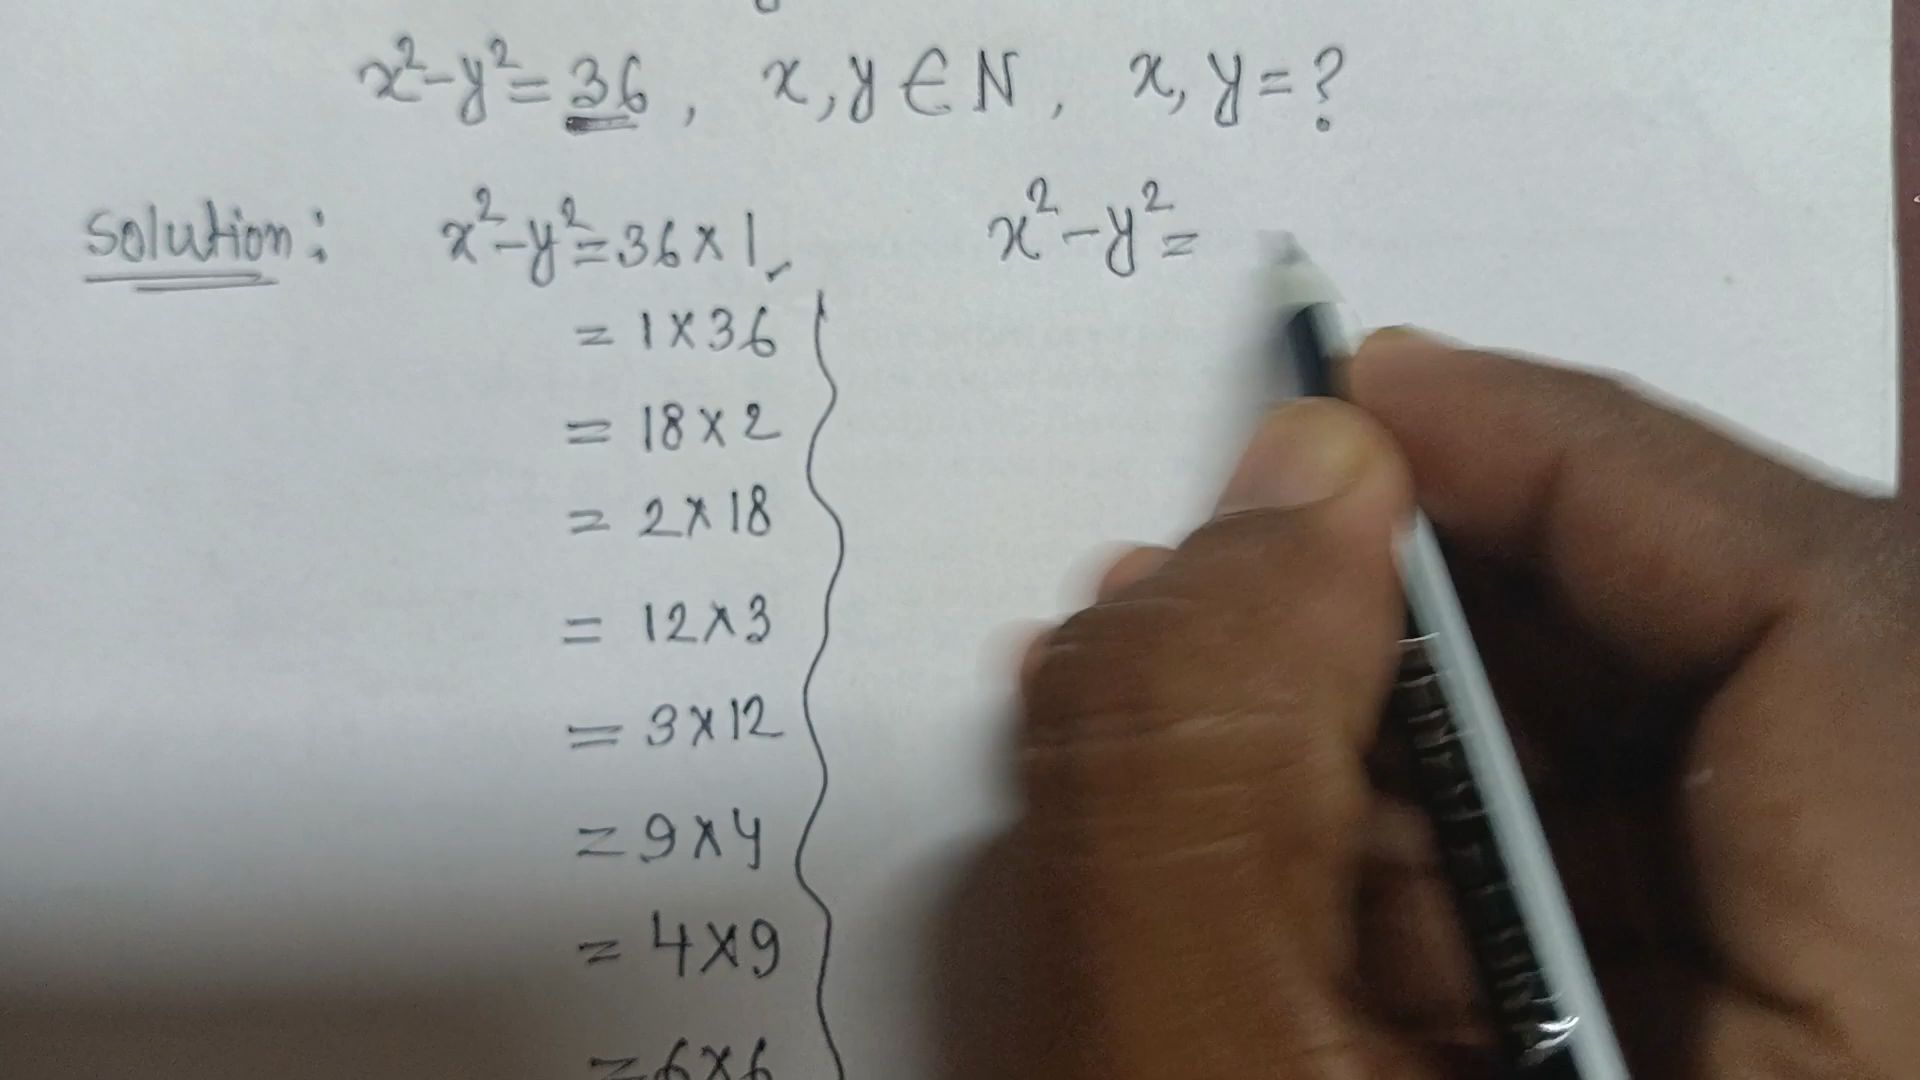 x²-y²=36, x,y∈N, x,y=?
Solution: x²-y²=36×1
=1×36
=18×2
=2×18
=12×3
=3×12
=9×4
=4×9
=6×6
x²-y²=